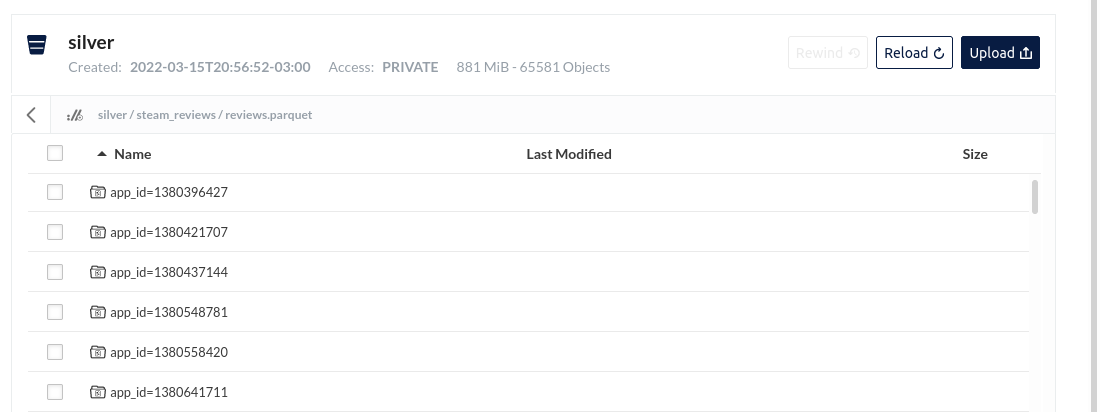 silver
Created: 2022-03-15T20:56:52-03:00 Access: PRIVATE 881 MiB - 65581 Objects
Rewind Reload Upload
silver / steam_reviews / reviews.parquet
Name Last Modified Size
app_id=1380396427
app_id=1380421707
app_id=1380437144
app_id=1380548781
app_id=1380558420
app_id=1380641711